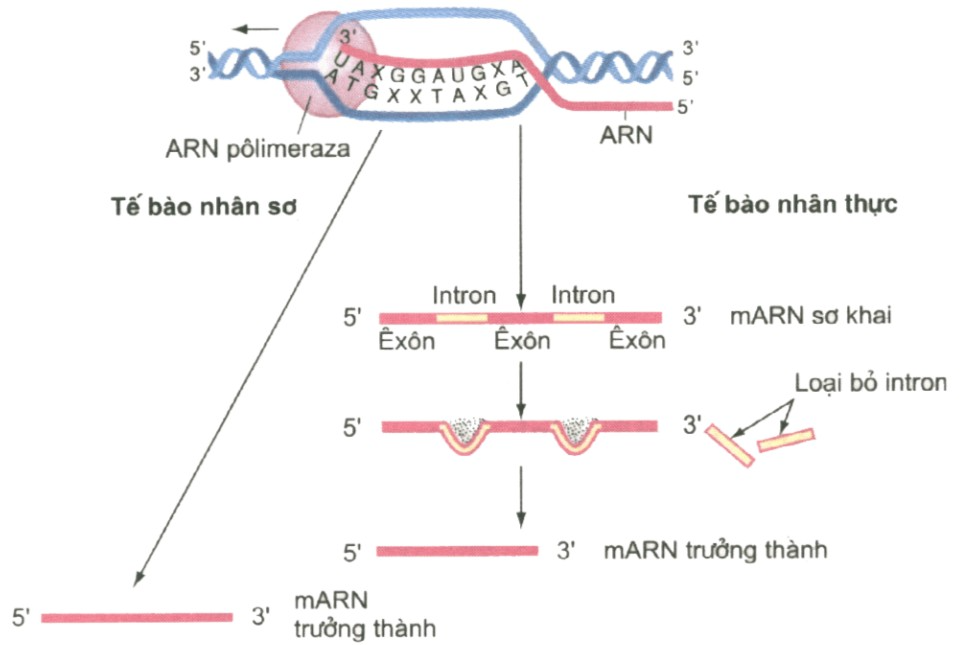 3'
5'
3'
3'
5'
U A X G G A U G X A
A T G X X T A X G T
5'
ARN
ARN pôlimeraza
Tế bào nhân sơ
Tế bào nhân thực
Intron
Intron
5'
3'
mARN sơ khai
Êxôn
Êxôn
Êxôn
Loại bỏ intron
5'
3'
5'
3'
mARN trưởng thành
5'
3'
mARN
trưởng thành